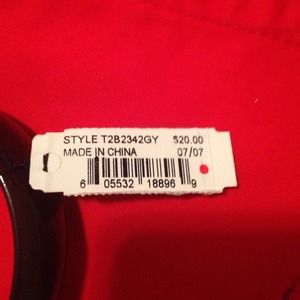 STYLE T2B2342GY $20.00
MADE IN CHINA 07/07
6 05532 18896 9